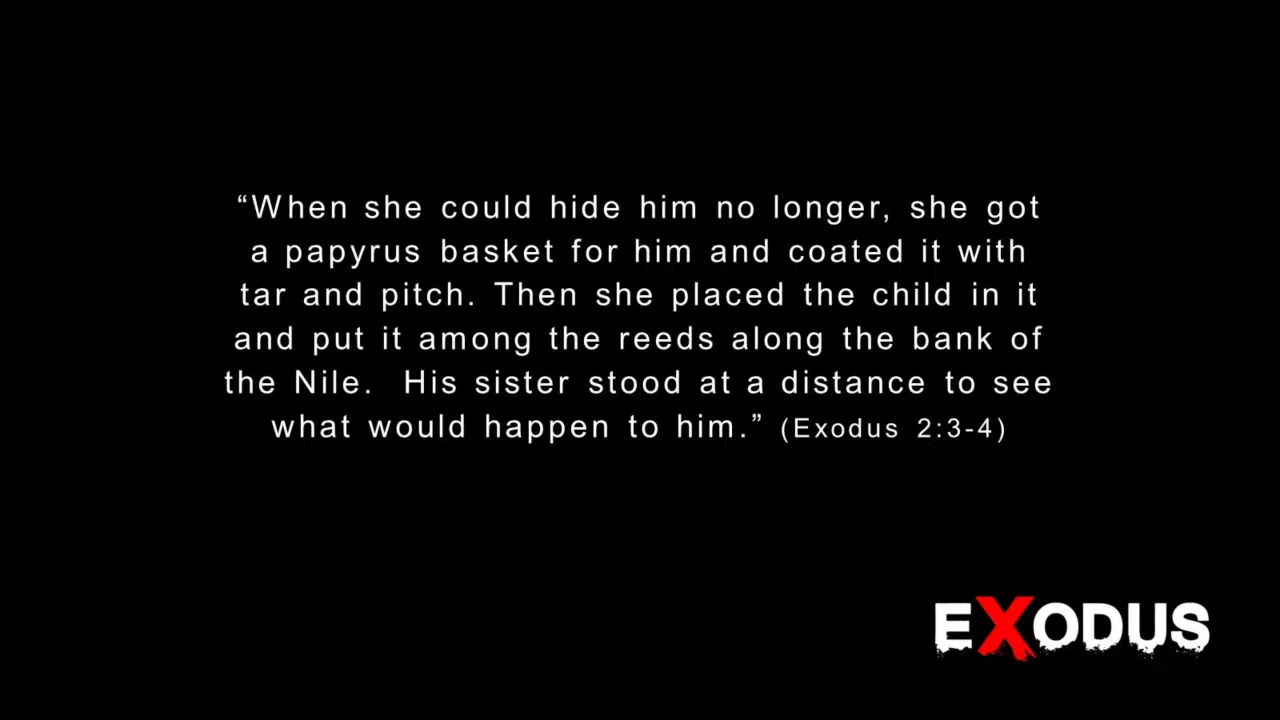 “When she could hide him no longer, she got
a papyrus basket for him and coated it with
tar and pitch. Then she placed the child in it
and put it among the reeds along the bank of
the Nile.  His sister stood at a distance to see
what would happen to him.” (Exodus 2:3-4)
EXODUS